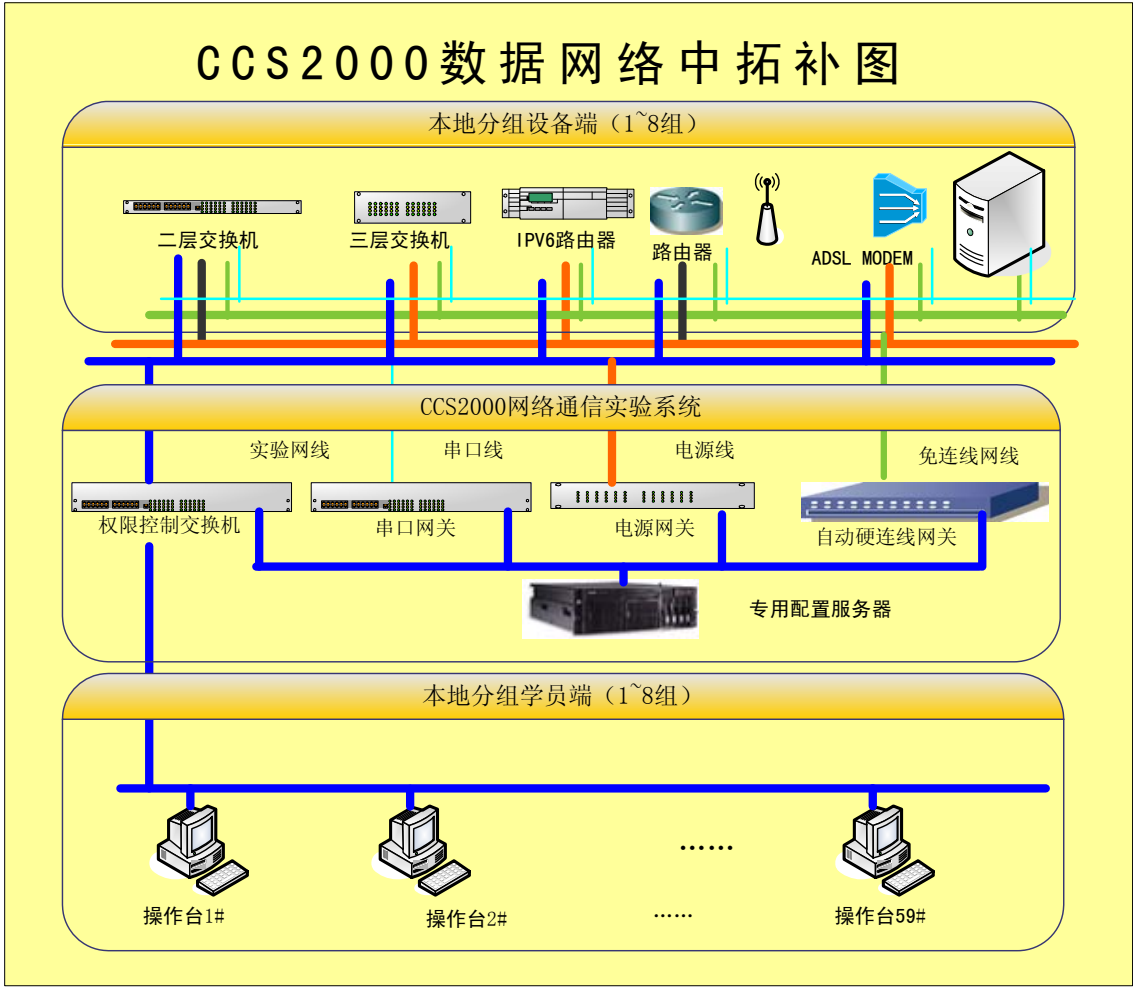 CCS2000数据网络中拓补图
本地分组设备端（1~8组）
二层交换机
三层交换机
IPV6路由器
路由器
ADSL MODEM
CCS2000网络通信实验系统
实验网线
串口线
电源线
免连线网线
权限控制交换机
串口网关
电源网关
自动硬连线网关
专用配置服务器
本地分组学员端（1~8组）
……
操作台1#
操作台2#
……
操作台59#